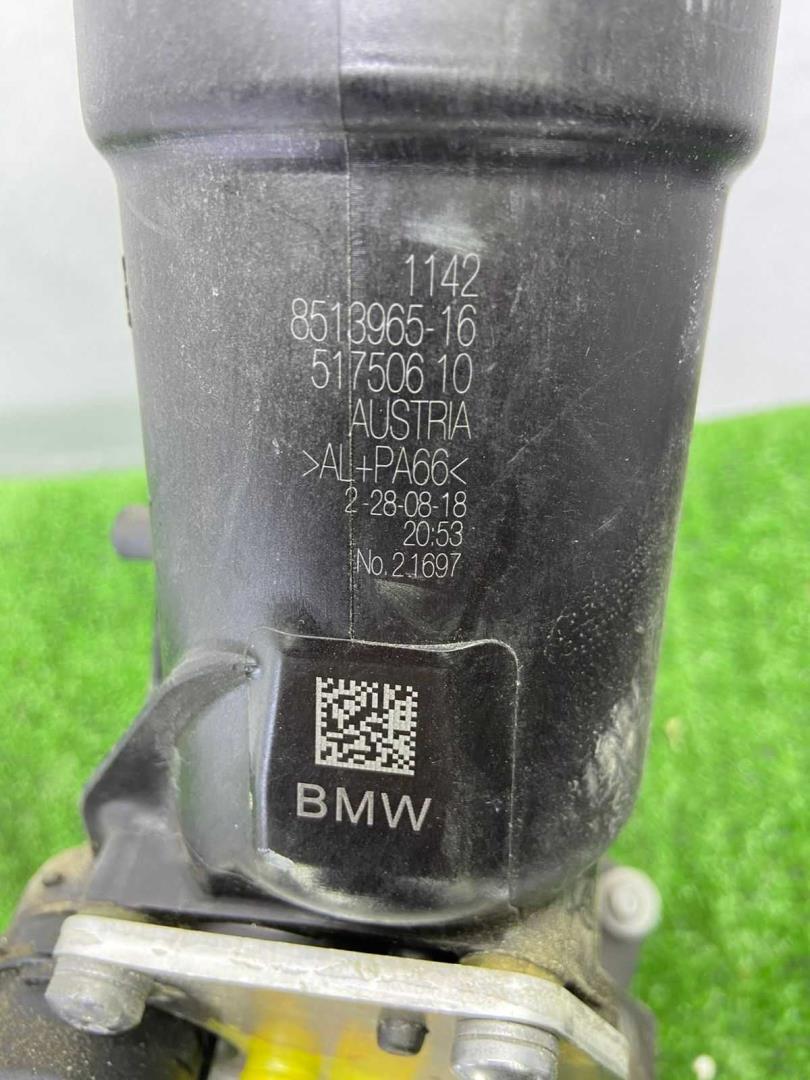 1142
8513965-16
517506 10
AUSTRIA
>AL+PA66<
2-28-08-18
20:53
No.21697
BMW